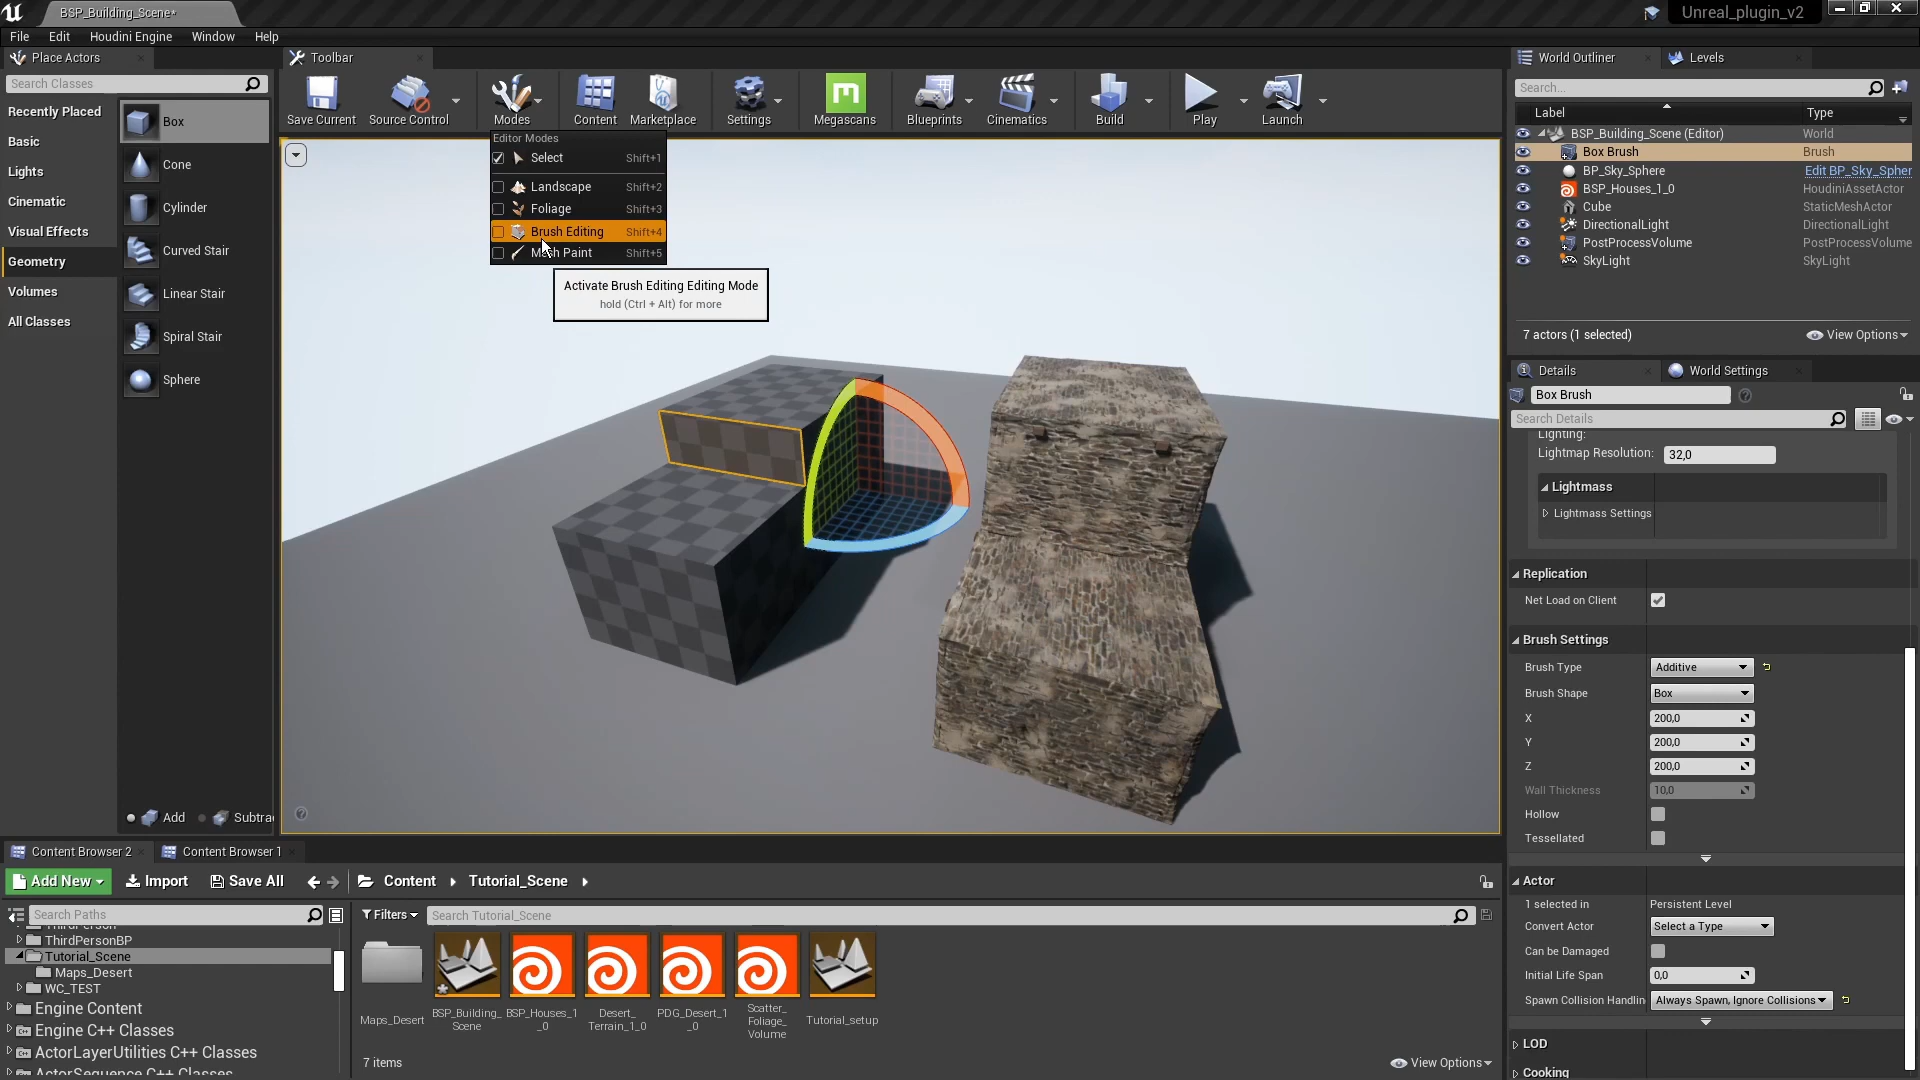 BSP_Building_Scene*
Unreal_plugin_v2
File Edit Houdini Engine Window Help
Place Actors
Search Classes
Recently Placed
Basic
Lights
Cinematic
Visual Effects
Geometry
Volumes
All Classes
Box
Cone
Cylinder
Curved Stair
Linear Stair
Spiral Stair
Sphere
Add Subtra
Toolbar
Save Current
Source Control
Modes
Content
Marketplace
Settings
Megascans
Blueprints
Cinematics
Build
Play
Launch
Editor Modes
Select Shift+1
Landscape Shift+2
Foliage Shift+3
Brush Editing Shift+4
Mesh Paint Shift+5
Activate Brush Editing Editing Mode
hold (Ctrl + Alt) for more
World Outliner Levels
Search...
Label Type
BSP_Building_Scene (Editor) World
Box Brush Brush
BP_Sky_Sphere Edit BP_Sky_Spher
BSP_Houses_1_0 HoudiniAssetActor
Cube StaticMeshActor
DirectionalLight DirectionalLight
PostProcessVolume PostProcessVolume
SkyLight SkyLight
7 actors (1 selected) View Options
Details World Settings
Box Brush
Search Details
Lighting:
Lightmap Resolution: 32,0
Lightmass
Lightmass Settings
Replication
Net Load on Client
Brush Settings
Brush Type Additive
Brush Shape Box
X 200,0
Y 200,0
Z 200,0
Wall Thickness 10,0
Hollow
Tessellated
Actor
1 selected in Persistent Level
Convert Actor Select a Type
Can be Damaged
Initial Life Span 0,0
Spawn Collision Handlin Always Spawn, Ignore Collisions
LOD
Cooking
Content Browser 2 Content Browser 1
Add New Import Save All Content Tutorial_Scene
Search Paths
ThirdPerson
ThirdPersonBP
Tutorial_Scene
Maps_Desert
WC_TEST
Engine Content
Engine C++ Classes
ActorLayerUtilities C++ Classes
ActorSequence C++ Classes
Filters Search Tutorial_Scene
Maps_Desert
BSP_Building_
Scene
BSP_Houses_1
_0
Desert_
Terrain_1_0
PDG_Desert_1
_0
Scatter_
Foliage_
Volume
Tutorial_setup
7 items View Options